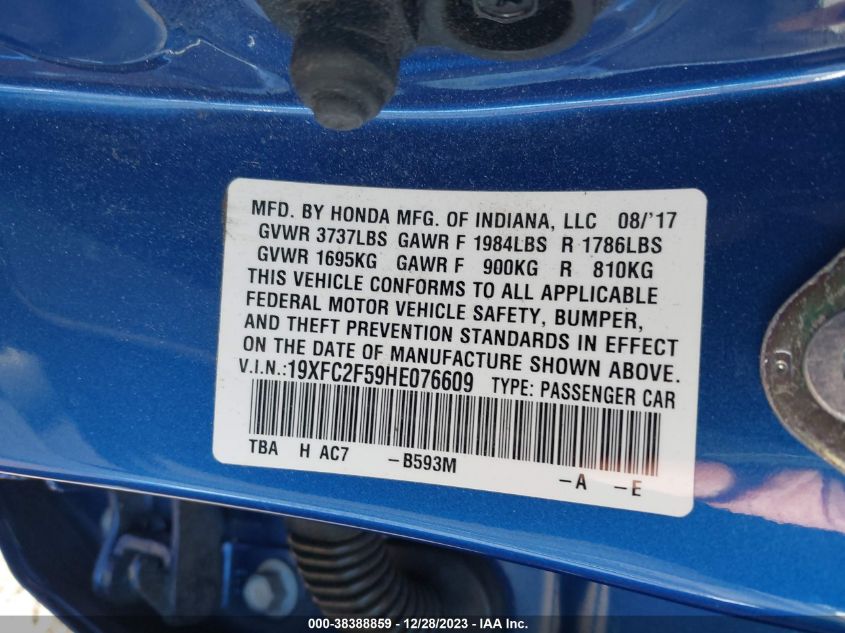 MFD. BY HONDA MFG. OF INDIANA, LLC 08/'17
GVWR 3737LBS GAWR F 1984LBS R 1786LBS
GVWR 1695KG GAWR F 900KG R 810KG
THIS VEHICLE CONFORMS TO ALL APPLICABLE
FEDERAL MOTOR VEHICLE SAFETY, BUMPER,
AND THEFT PREVENTION STANDARDS IN EFFECT
ON THE DATE OF MANUFACTURE SHOWN ABOVE.
V.I.N.:19XFC2F59HE076609 TYPE: PASSENGER CAR
TBA H AC7 –B593M –A –E
000-38388859 - 12/28/2023 - IAA Inc.